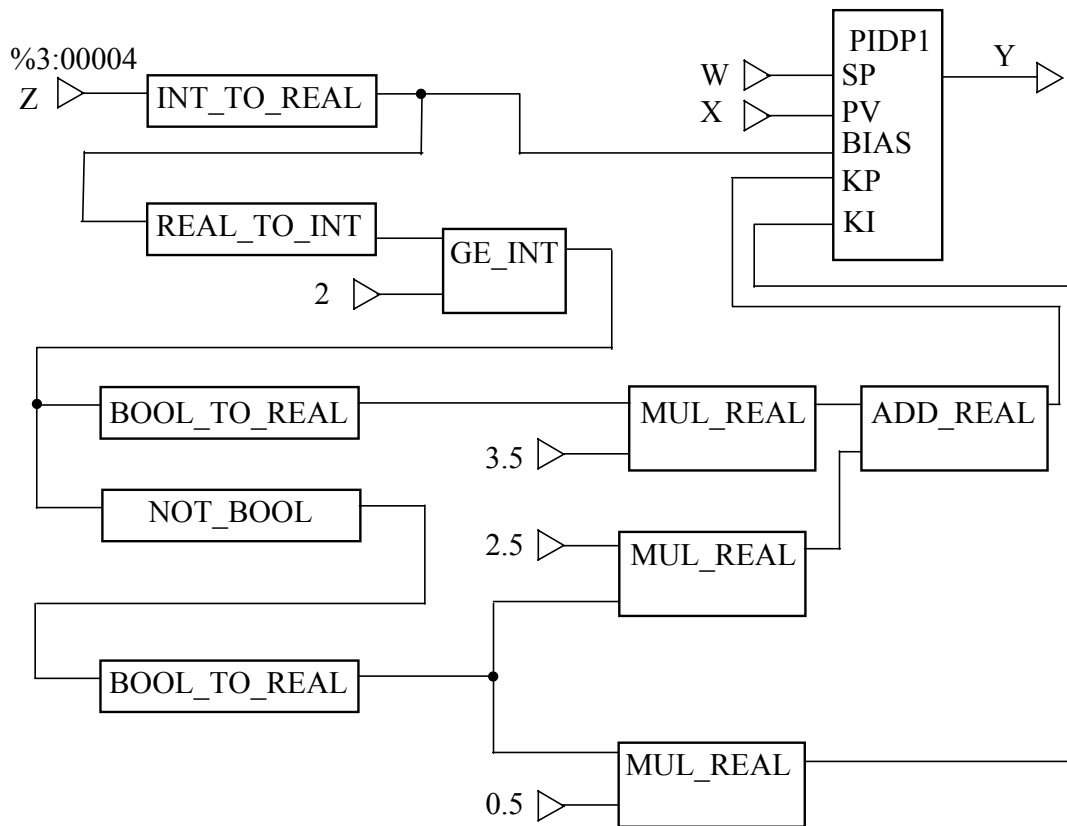 %3:00004
Z
INT_TO_REAL
PIDP1
W
SP
X
PV
BIAS
KP
KI
Y
REAL_TO_INT
GE_INT
2
BOOL_TO_REAL
MUL_REAL
ADD_REAL
3.5
NOT_BOOL
2.5
MUL_REAL
BOOL_TO_REAL
MUL_REAL
0.5